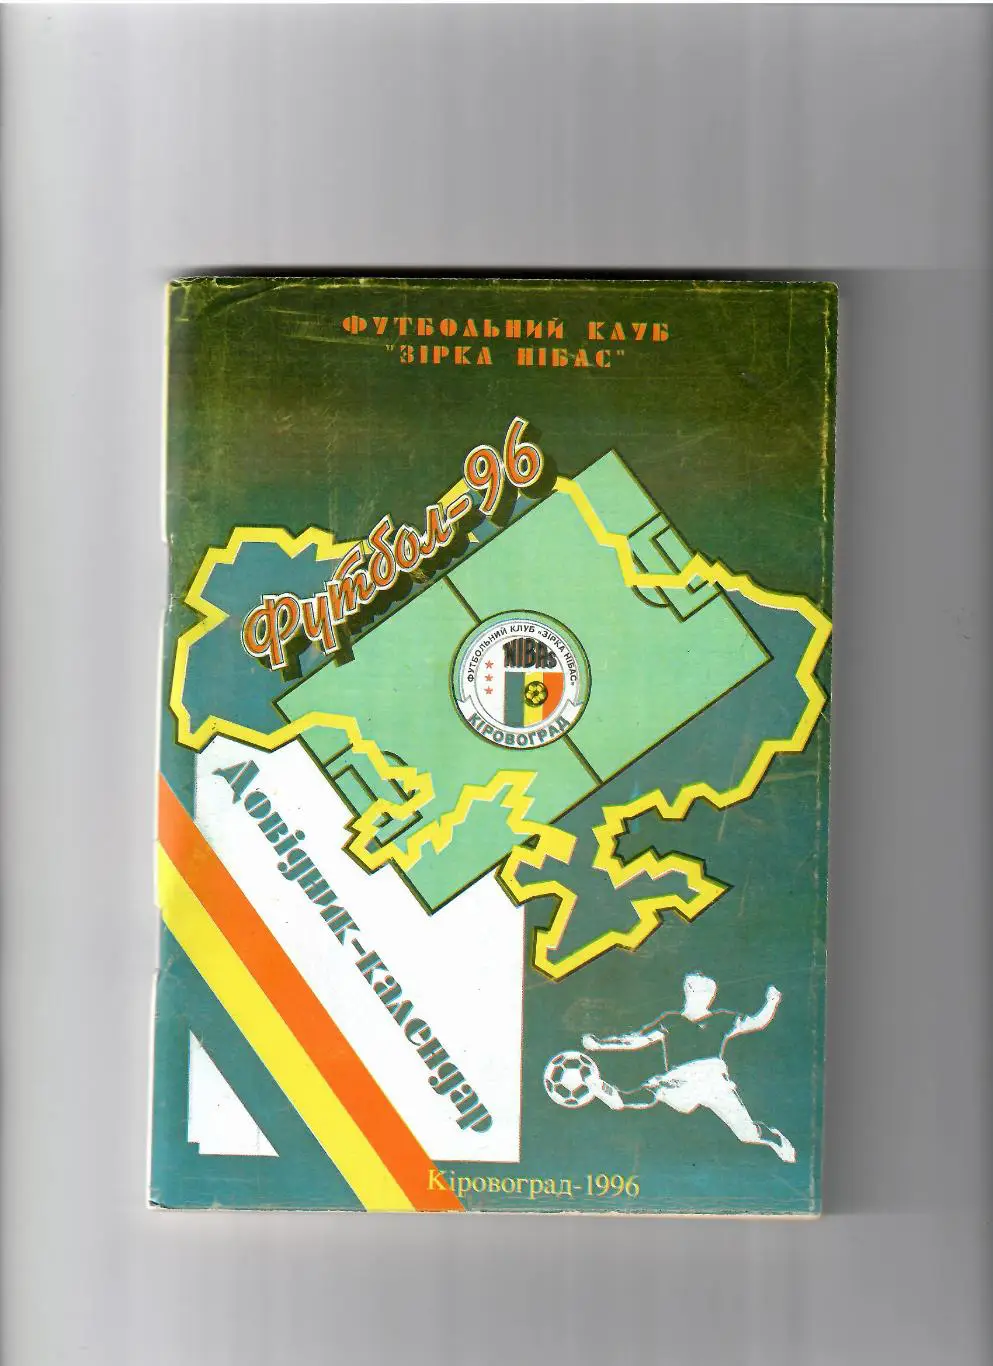 ФУТБОЛЬНИЙ КЛУБ
"ЗІРКА НІБАС"
Футбол-96
ФУТБОЛЬНИЙ КЛУБ «ЗІРКА НІБАС»
NIBAS
КІРОВОГРАД
Довідник-календар
Кіровоград-1996